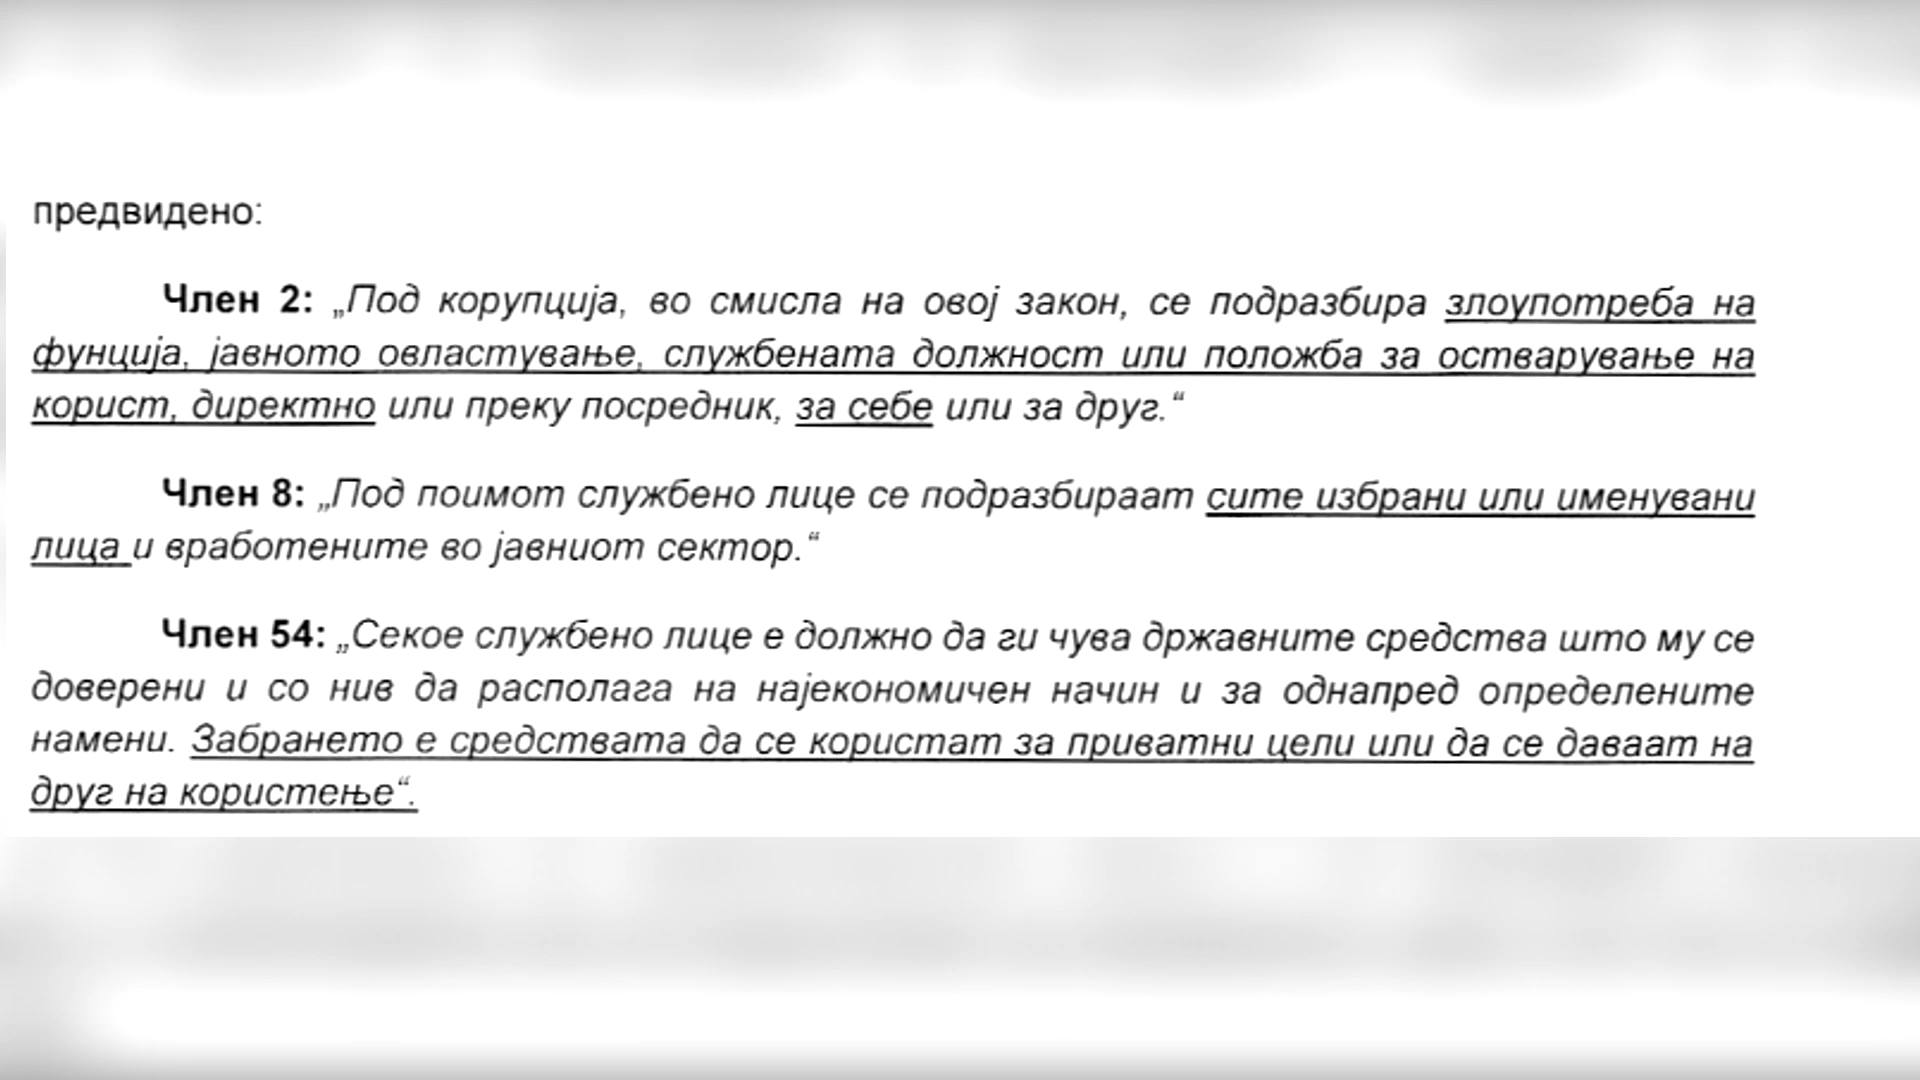 предвидено:
Член 2: „Под корупција, во смисла на овој закон, се подразбира злоупотреба на
фунција, јавното овластување, службената должност или положба за остварување на
корист, директно или преку посредник, за себе или за друг.“
Член 8: „Под поимот службено лице се подразбираат сите избрани или именувани
лица и вработените во јавниот сектор.“
Член 54: „Секое службено лице е должно да ги чува државните средства што му се
доверени и со нив да располага на најекономичен начин и за однапред определените
намени. Забрането е средствата да се користат за приватни цели или да се даваат на
друг на користење“.